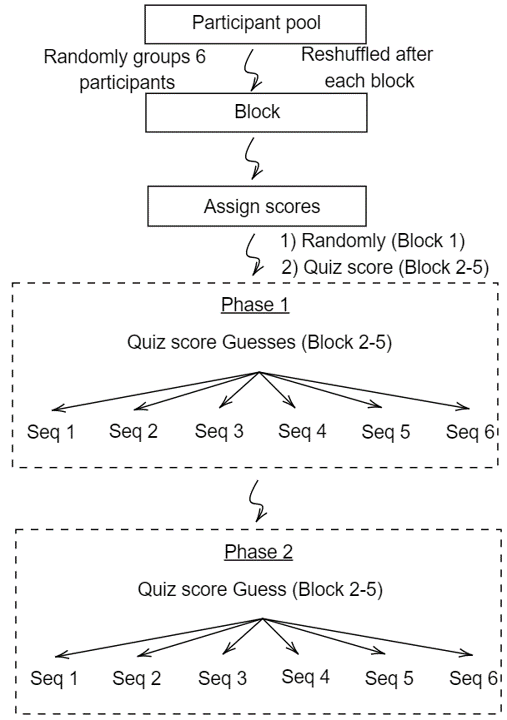 Participant pool
Randomly groups 6
participants
Reshuffled after
each block
Block
Assign scores
1) Randomly (Block 1)
2) Quiz score (Block 2-5)
Phase 1
Quiz score Guesses (Block 2-5)
Seq 1 Seq 2 Seq 3 Seq 4 Seq 5 Seq 6
Phase 2
Quiz score Guess (Block 2-5)
Seq 1 Seq 2 Seq 3 Seq 4 Seq 5 Seq 6